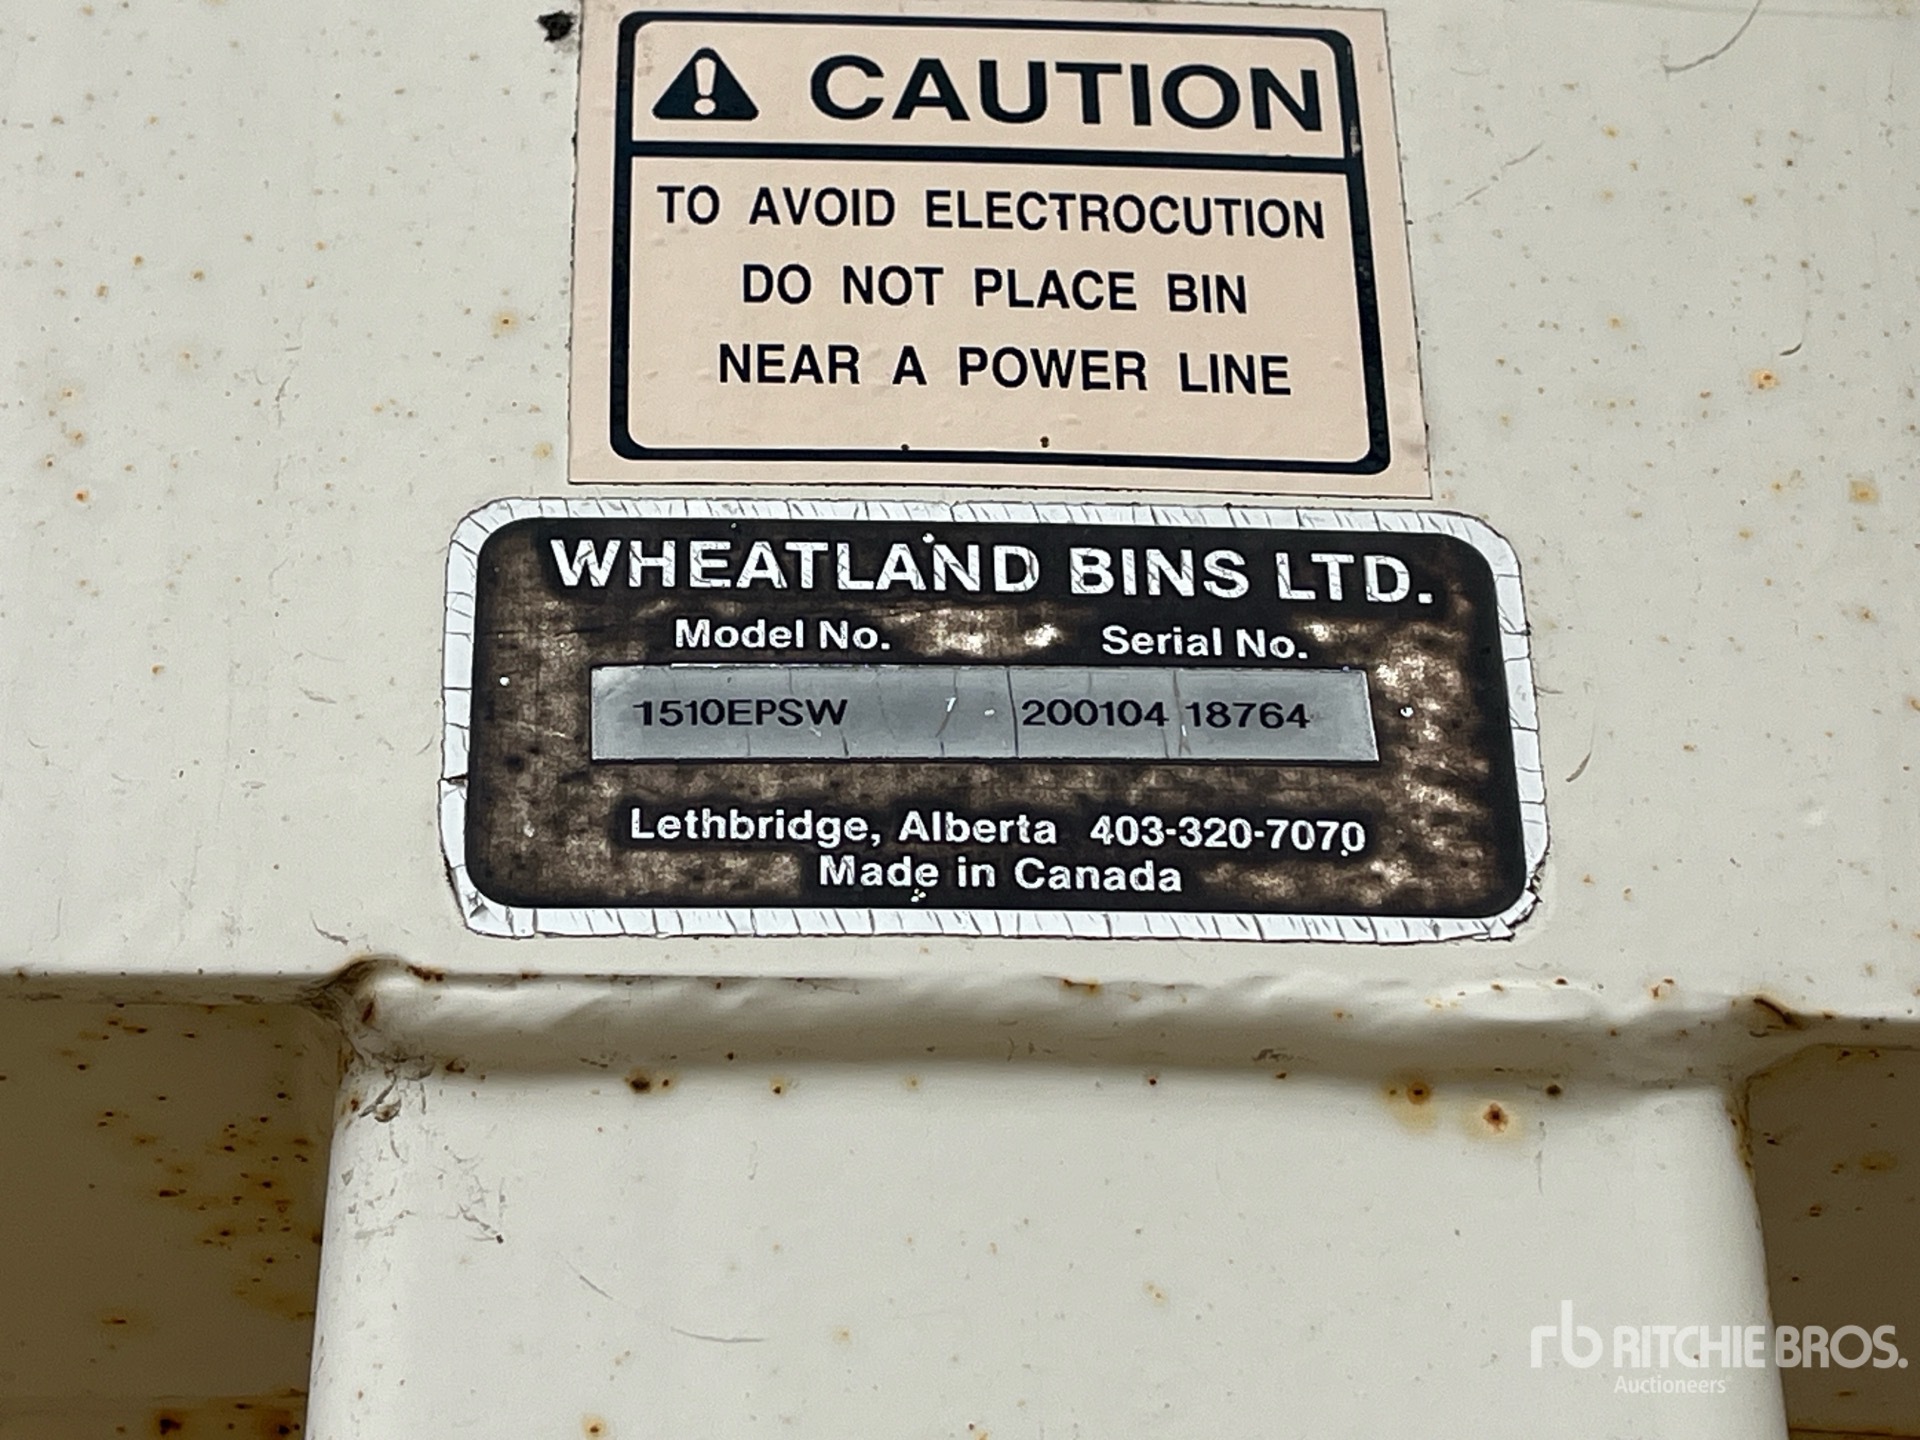 CAUTION
TO AVOID ELECTROCUTION
DO NOT PLACE BIN
NEAR A POWER LINE
WHEATLAND BINS LTD.
Model No. Serial No.
1510EPSW 200104 18764
Lethbridge, Alberta 403-320-7070
Made in Canada
rb RITCHIE BROS.
Auctioneers